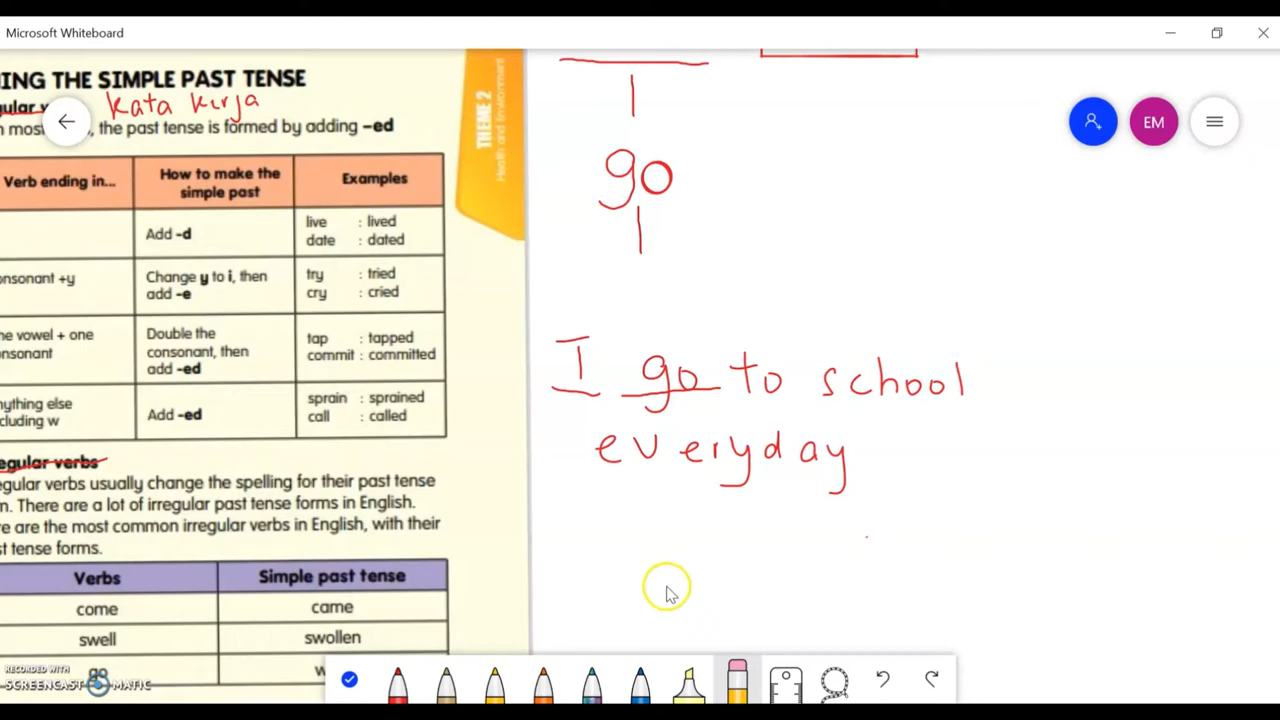 Microsoft Whiteboard
ING THE SIMPLE PAST TENSE
gular v
kata kerja
n most
, the past tense is formed by adding –ed
Verb ending in...
How to make the simple past
Examples
Add -d
live : lived
date : dated
onsonant +y
Change y to i, then
add -e
try : tried
cry : cried
ne vowel + one
onsonant
Double the
consonant, then
add -ed
tap : tapped
commit : committed
nything else
cluding w
Add -ed
sprain : sprained
call : called
egular verbs
egular verbs usually change the spelling for their past tense
m. There are a lot of irregular past tense forms in English.
re are the most common irregular verbs in English, with their
st tense forms.
Verbs
Simple past tense
come
came
swell
swollen
go
w
THEME 2
Health and Environment
go
I go to school
everyday
EM
RECORDED WITH
SCREENCAST MATIC